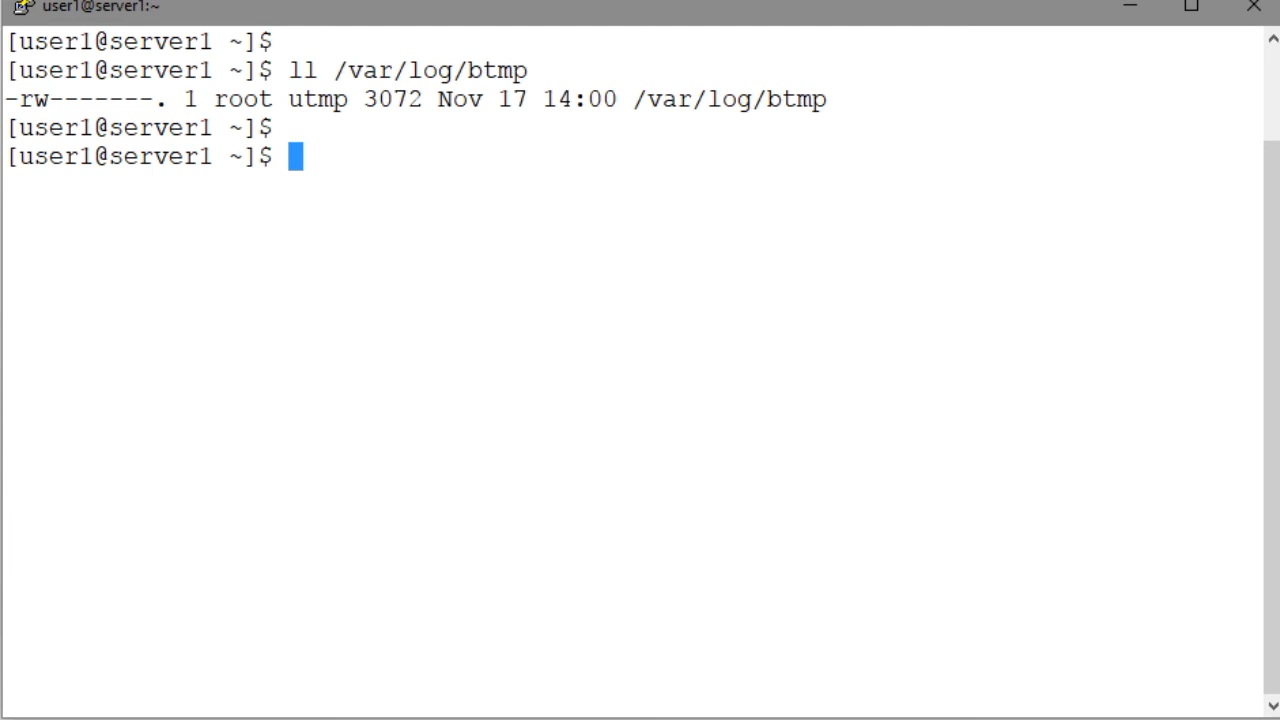 user1@server1:~
[user1@server1 ~]$
[user1@server1 ~]$ ll /var/log/btmp
-rw-------. 1 root utmp 3072 Nov 17 14:00 /var/log/btmp
[user1@server1 ~]$
[user1@server1 ~]$